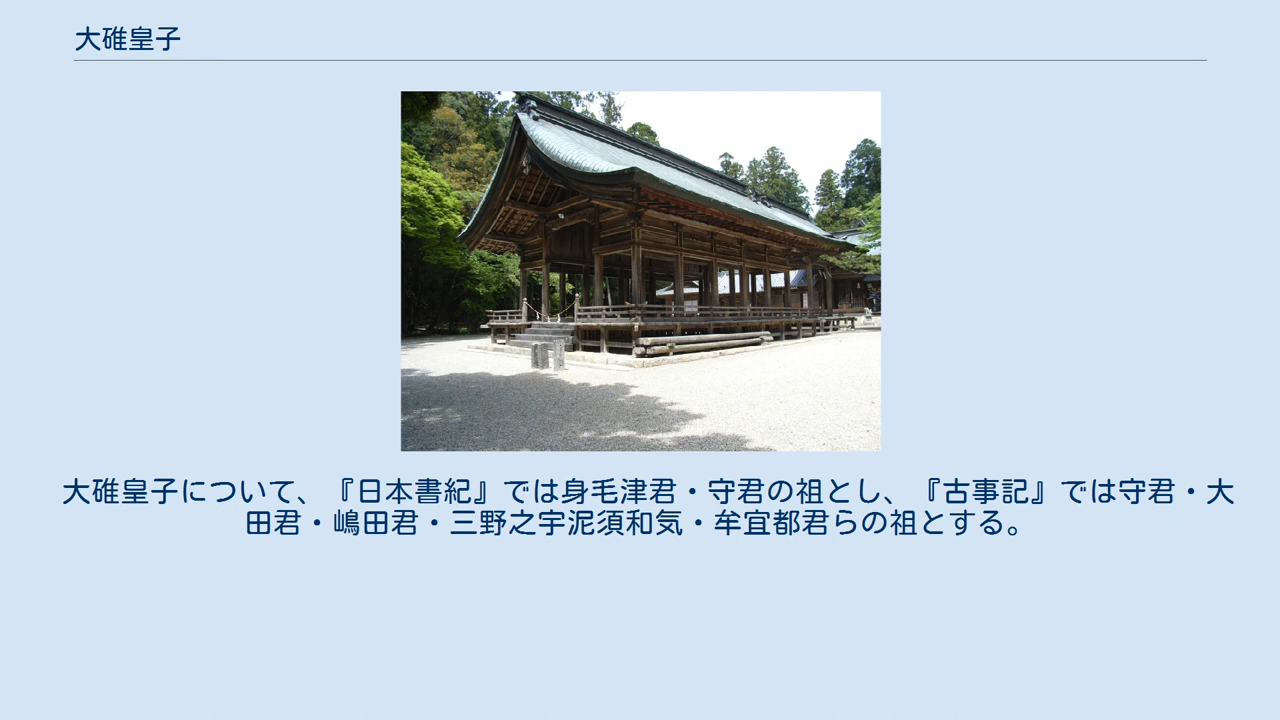 大碓皇子
大碓皇子について、『日本書紀』では身毛津君・守君の祖とし、『古事記』では守君・大
田君・嶋田君・三野之宇泥須和気・牟宜都君らの祖とする。